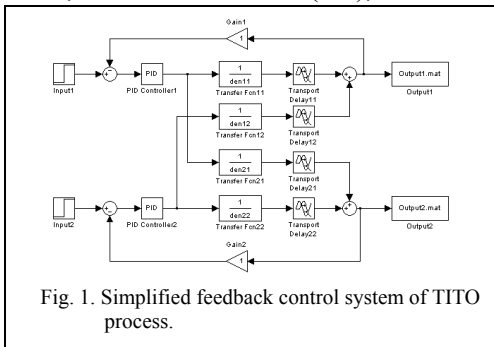 Gain1
1
PID
1
den11
Output1.mat
Input1
PID Controller1
Transfer Fcn11
Transport
Delay11
Output1
1
den12
Transfer Fcn12
Transport
Delay12
1
den21
Transfer Fcn21
Transport
Delay21
PID
1
den22
Output2.mat
Input2
PID Controller2
Transfer Fcn22
Transport
Delay22
Output2
Gain2
1
Fig. 1. Simplified feedback control system of TITO
process.